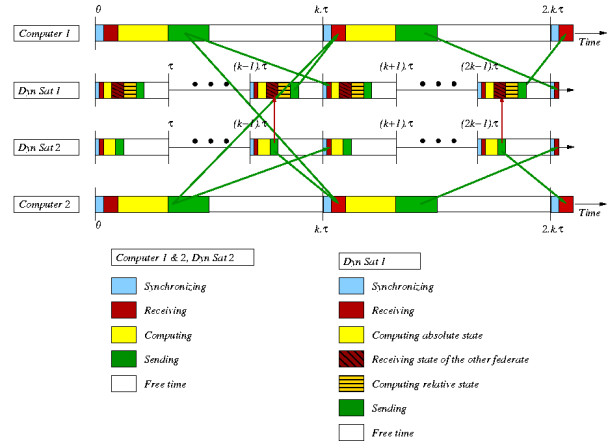 0 k.τ 2.k.τ
Computer 1
Time
τ (k-1).τ (k+1).τ (2k-1).τ
Dyn Sat 1
τ (k-1).τ (k+1).τ (2k-1).τ
Dyn Sat 2
Computer 2
Time
0 k.τ 2.k.τ
Computer 1 & 2, Dyn Sat 2
Synchronizing
Receiving
Computing
Sending
Free time
Dyn Sat 1
Synchronizing
Receiving
Computing absolute state
Receiving state of the other federate
Computing relative state
Sending
Free time